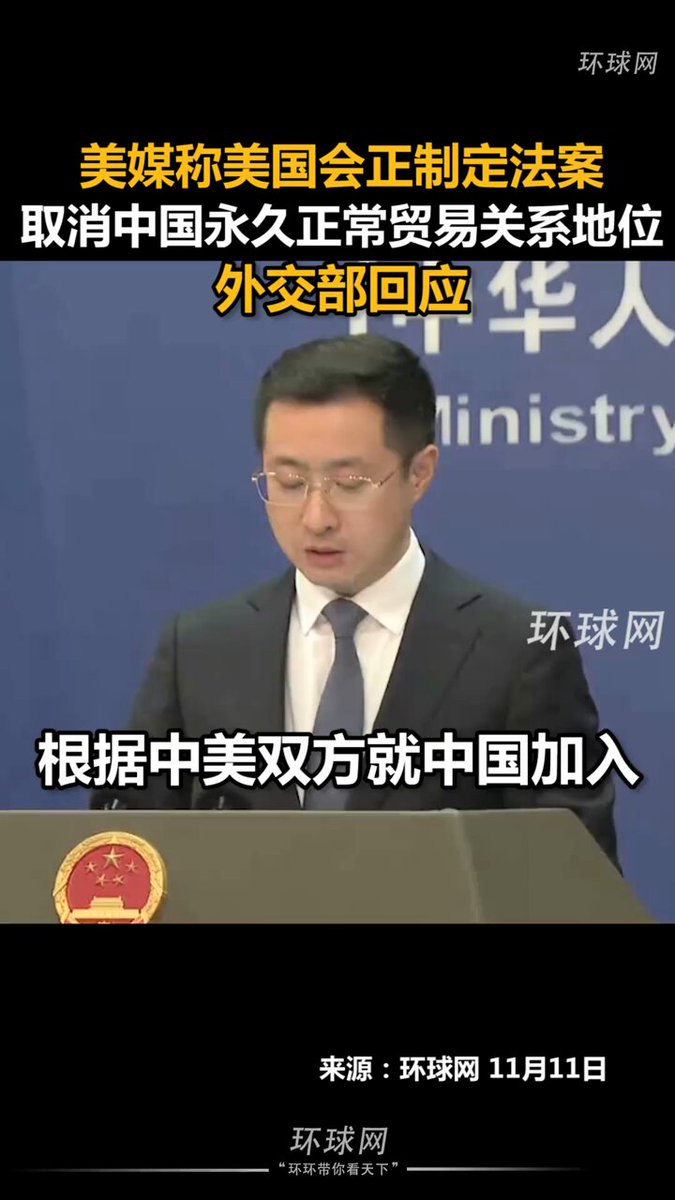 环球网
美媒称美国会正制定法案
取消中国永久正常贸易关系地位
外交部回应
中华人
Ministry
环球网
根据中美双方就中国加入
来源：环球网 11月11日
环球网
“环环带你看天下”